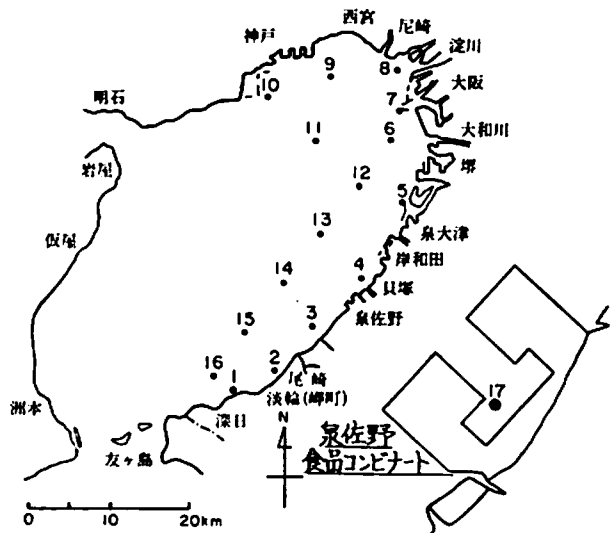 西宮
尼崎
神戸
淀川
9
8
大阪
10
7
明石
6
大和川
11
堺
岩屋
12
5
仮屋
13
泉大津
岸和田
4
14
貝塚
3
泉佐野
15
2
16
1
尾崎
17
淡輪(岬町)
洲本
深日
N
泉佐野
食品コンビナート
友ヶ島
0 10 20km